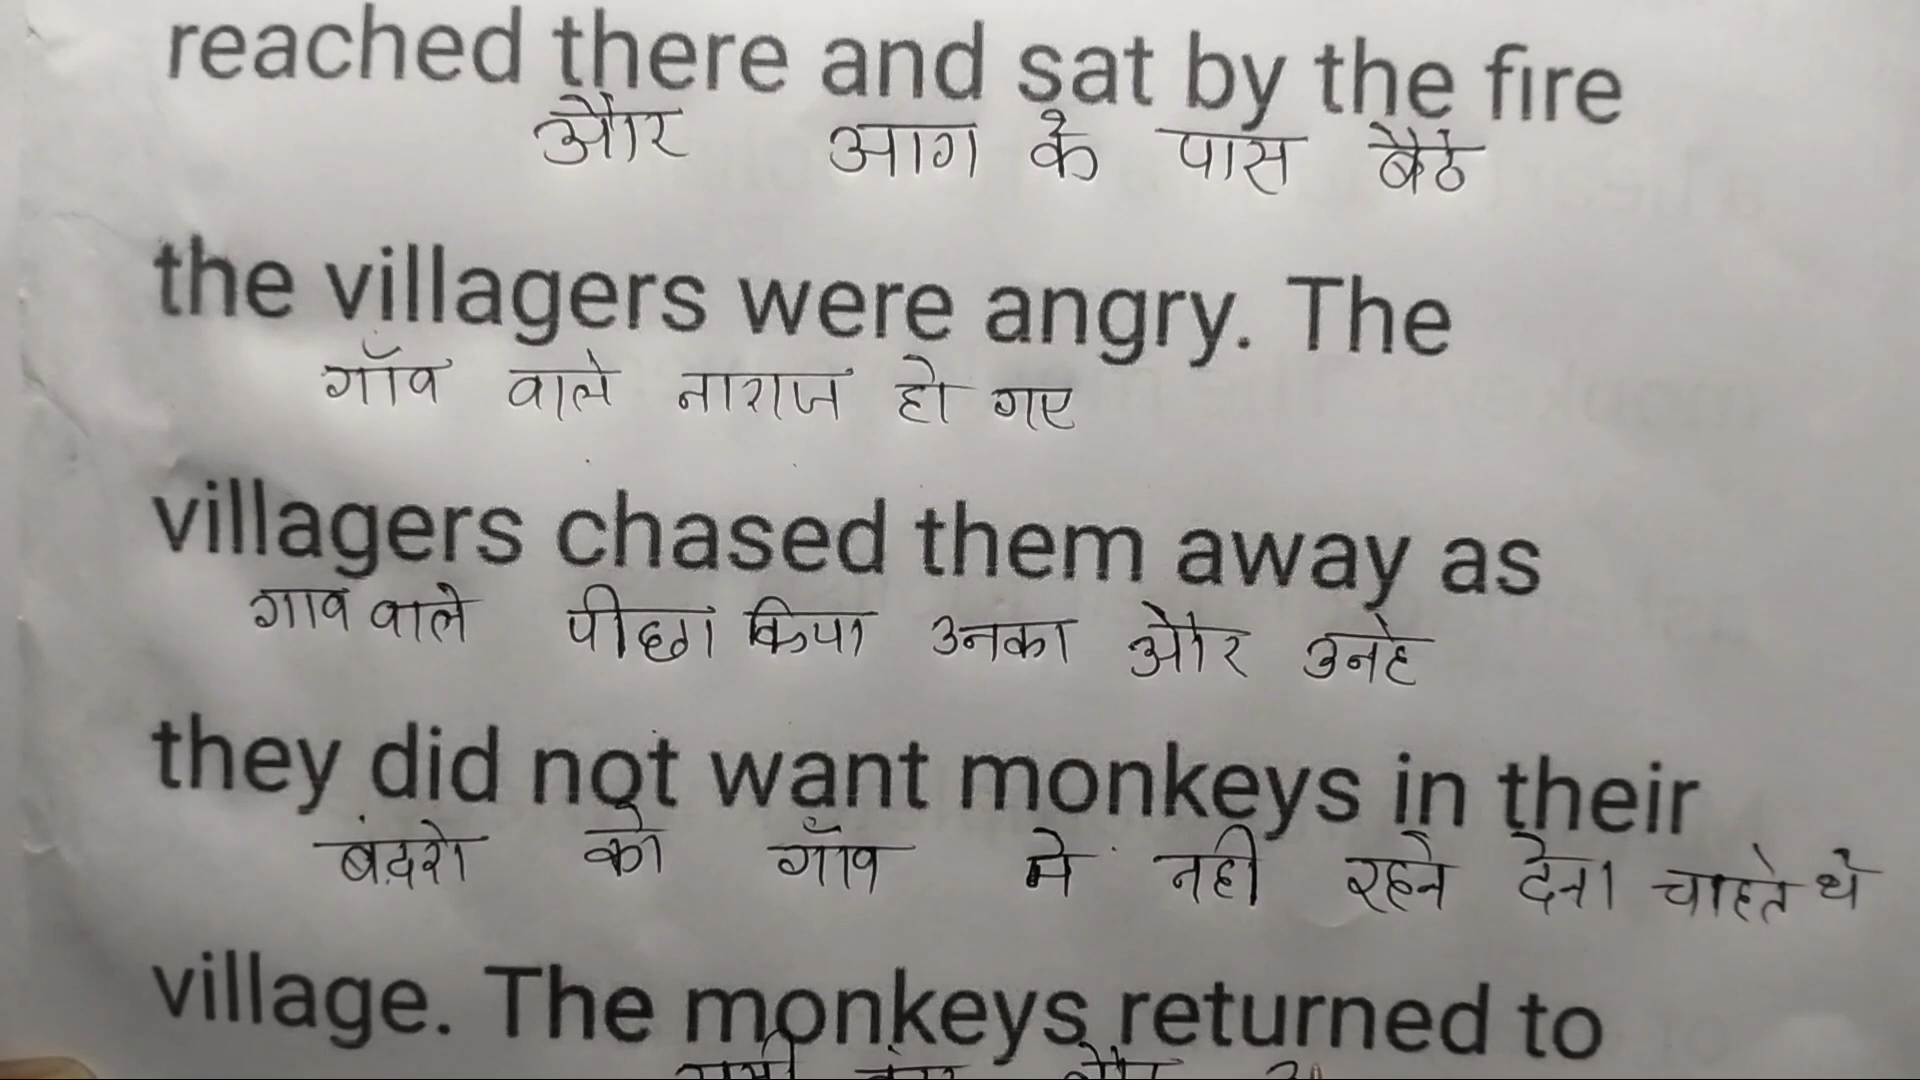 reached there and sat by the fire
और आग के पास बैठे
the villagers were angry. The
गाँव वाले नाराज हो गए
villagers chased them away as
गाव वाले पीछा किया उनका और उनहे
they did not want monkeys in their
बंदरो को गाँव मे नही रहने देना चाहते थे
village. The monkeys returned to